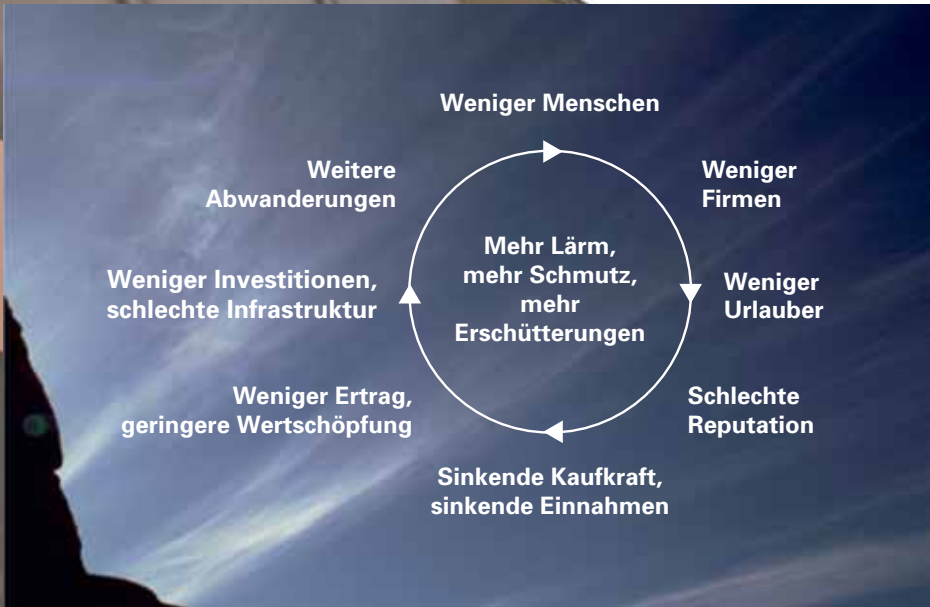 Weniger Menschen
Weniger
Firmen
Weniger
Urlauber
Schlechte
Reputation
Sinkende Kaufkraft,
sinkende Einnahmen
Weniger Ertrag,
geringere Wertschöpfung
Weniger Investitionen,
schlechte Infrastruktur
Weitere
Abwanderungen
Mehr Lärm,
mehr Schmutz,
mehr
Erschütterungen